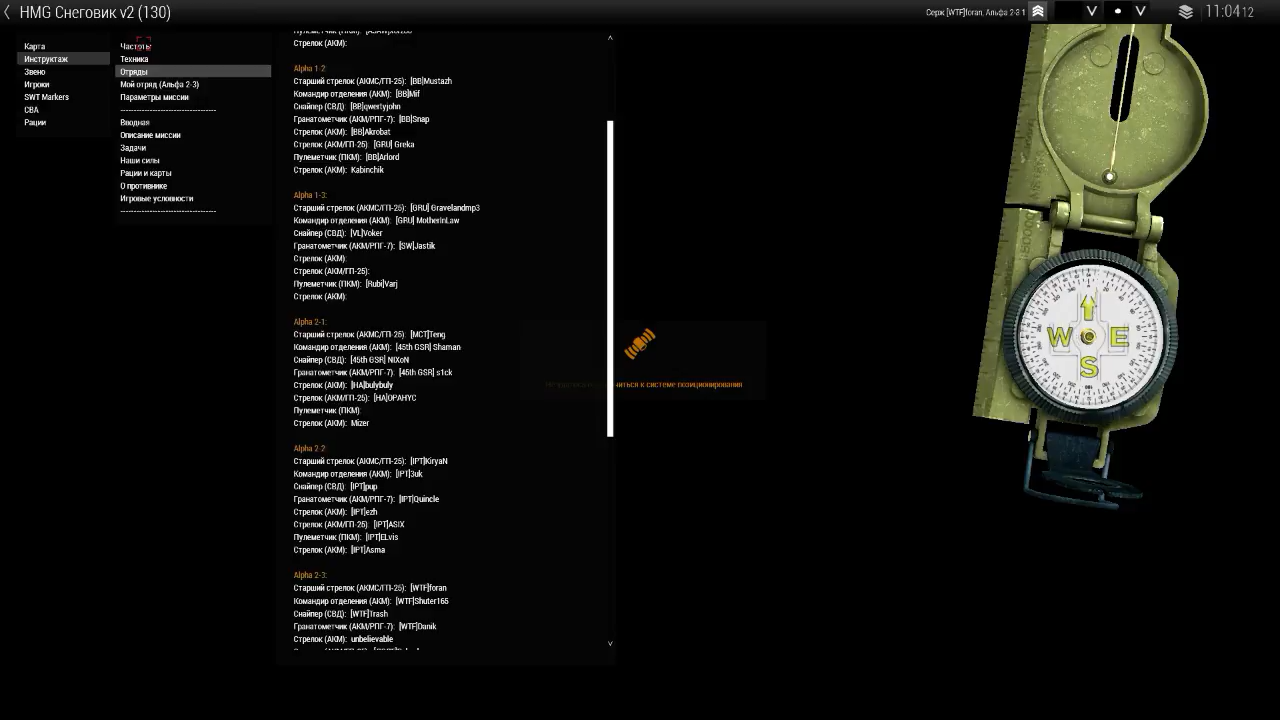 HMG Снеговик v2 (130)
Серж [WTF]foran, Альфа 2-3 1
11:04 12
Карта
Инструктаж
Звено
Игроки
SWT Markers
СВА
Рации
Частоты
Техника
Отряды
Мой отряд (Альфа 2-3)
Параметры миссии
----------------------------------
Вводная
Описание миссии
Задачи
Наши силы
Рации и карты
О противнике
Игровые условности
----------------------------------
Стрелок (АКМ):
Alpha 1-2:
Старший стрелок (АКМС/ГП-25): [BB]Mustazh
Командир отделения (АКМ): [BB]Mif
Снайпер (СВД): [BB]qwertyjohn
Гранатометчик (АКМ/РПГ-7): [BB]Snap
Стрелок (АКМ): [BB]Akrobat
Стрелок (АКМ/ГП-25): [GRU] Greka
Пулеметчик (ПКМ): [BB]Arlord
Стрелок (АКМ): Kabinchik
Alpha 1-3:
Старший стрелок (АКМС/ГП-25): [GRU] Gravelandmp3
Командир отделения (АКМ): [GRU] MotherInLaw
Снайпер (СВД): [VL]Voker
Гранатометчик (АКМ/РПГ-7): [SW]Jastik
Стрелок (АКМ):
Стрелок (АКМ/ГП-25):
Пулеметчик (ПКМ): [Rubi]Varj
Стрелок (АКМ):
Alpha 2-1:
Старший стрелок (АКМС/ГП-25): [MCT]Teng
Командир отделения (АКМ): [45th GSR] Shaman
Снайпер (СВД): [45th GSR] NIXoN
Гранатометчик (АКМ/РПГ-7): [45th GSR] s1ck
Стрелок (АКМ): [HA]bulybuly
Стрелок (АКМ/ГП-25): [HA]OPAHYC
Пулеметчик (ПКМ):
Стрелок (АКМ): Mizer
Alpha 2-2:
Старший стрелок (АКМС/ГП-25): [IPT]KiryaN
Командир отделения (АКМ): [IPT]3uk
Снайпер (СВД): [IPT]pup
Гранатометчик (АКМ/РПГ-7): [IPT]Quincle
Стрелок (АКМ): [IPT]ezh
Стрелок (АКМ/ГП-25): [IPT]ASIX
Пулеметчик (ПКМ): [IPT]ELvis
Стрелок (АКМ): [IPT]Asma
Alpha 2-3:
Старший стрелок (АКМС/ГП-25): [WTF]foran
Командир отделения (АКМ): [WTF]Shuter165
Снайпер (СВД): [WTF]Trash
Гранатометчик (АКМ/РПГ-7): [WTF]Danik
Стрелок (АКМ): unbelievable
к системе позиционирования
W E
S